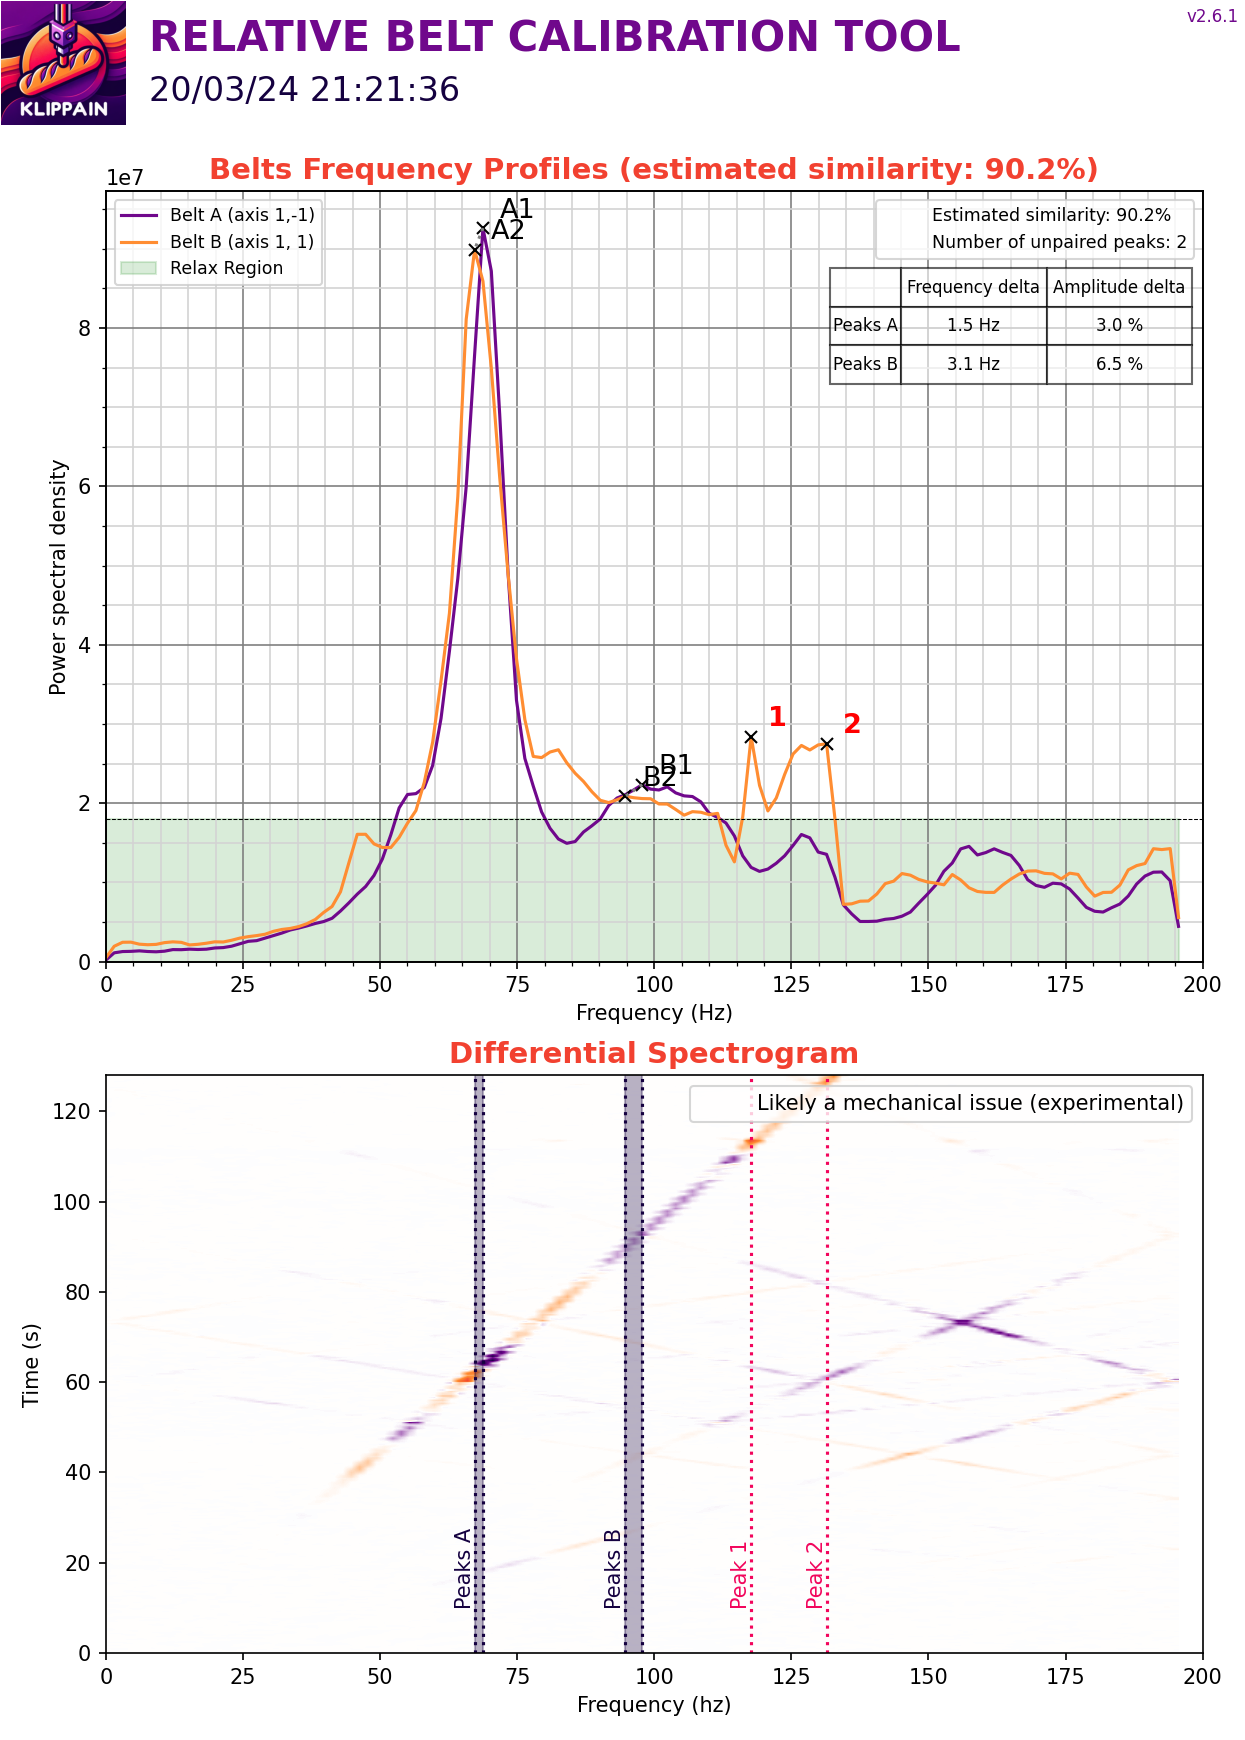 KLIPPAIN
RELATIVE BELT CALIBRATION TOOL
20/03/24 21:21:36
v2.6.1
Belts Frequency Profiles (estimated similarity: 90.2%)
1e7
Belt A (axis 1,-1)
Belt B (axis 1, 1)
Relax Region
A1
A2
Estimated similarity: 90.2%
Number of unpaired peaks: 2
Frequency delta Amplitude delta
Peaks A 1.5 Hz 3.0 %
Peaks B 3.1 Hz 6.5 %
B1
B2
1
2
8
6
4
2
0
Power spectral density
0 25 50 75 100 125 150 175 200
Frequency (Hz)
Differential Spectrogram
Likely a mechanical issue (experimental)
120
100
80
60
40
20
0
Time (s)
Peaks A
Peaks B
Peak 1
Peak 2
0 25 50 75 100 125 150 175 200
Frequency (hz)